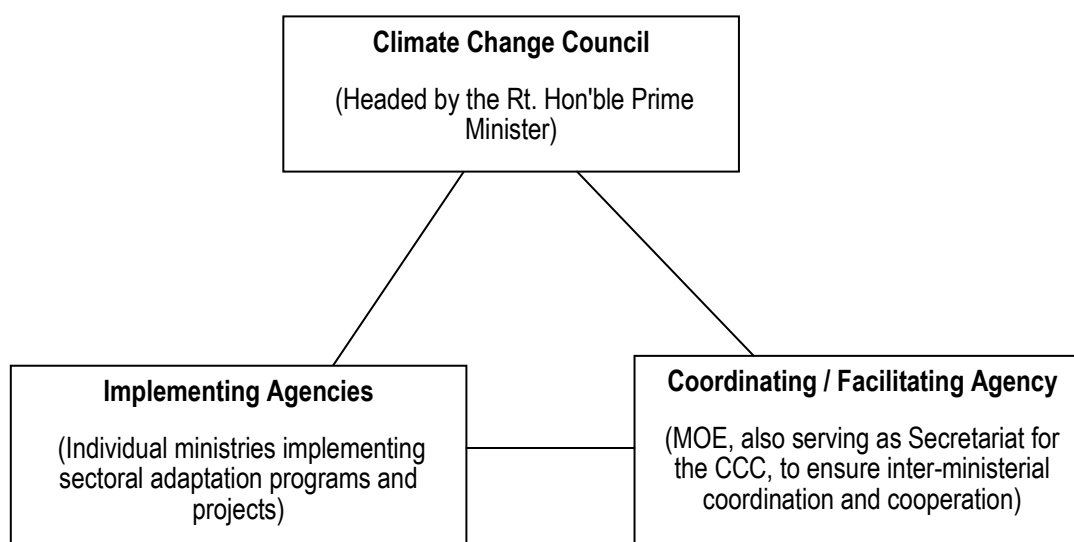 Climate Change Council
(Headed by the Rt. Hon'ble Prime
Minister)
Implementing Agencies
(Individual ministries implementing
sectoral adaptation programs and
projects)
Coordinating / Facilitating Agency
(MOE, also serving as Secretariat for
the CCC, to ensure inter-ministerial
coordination and cooperation)